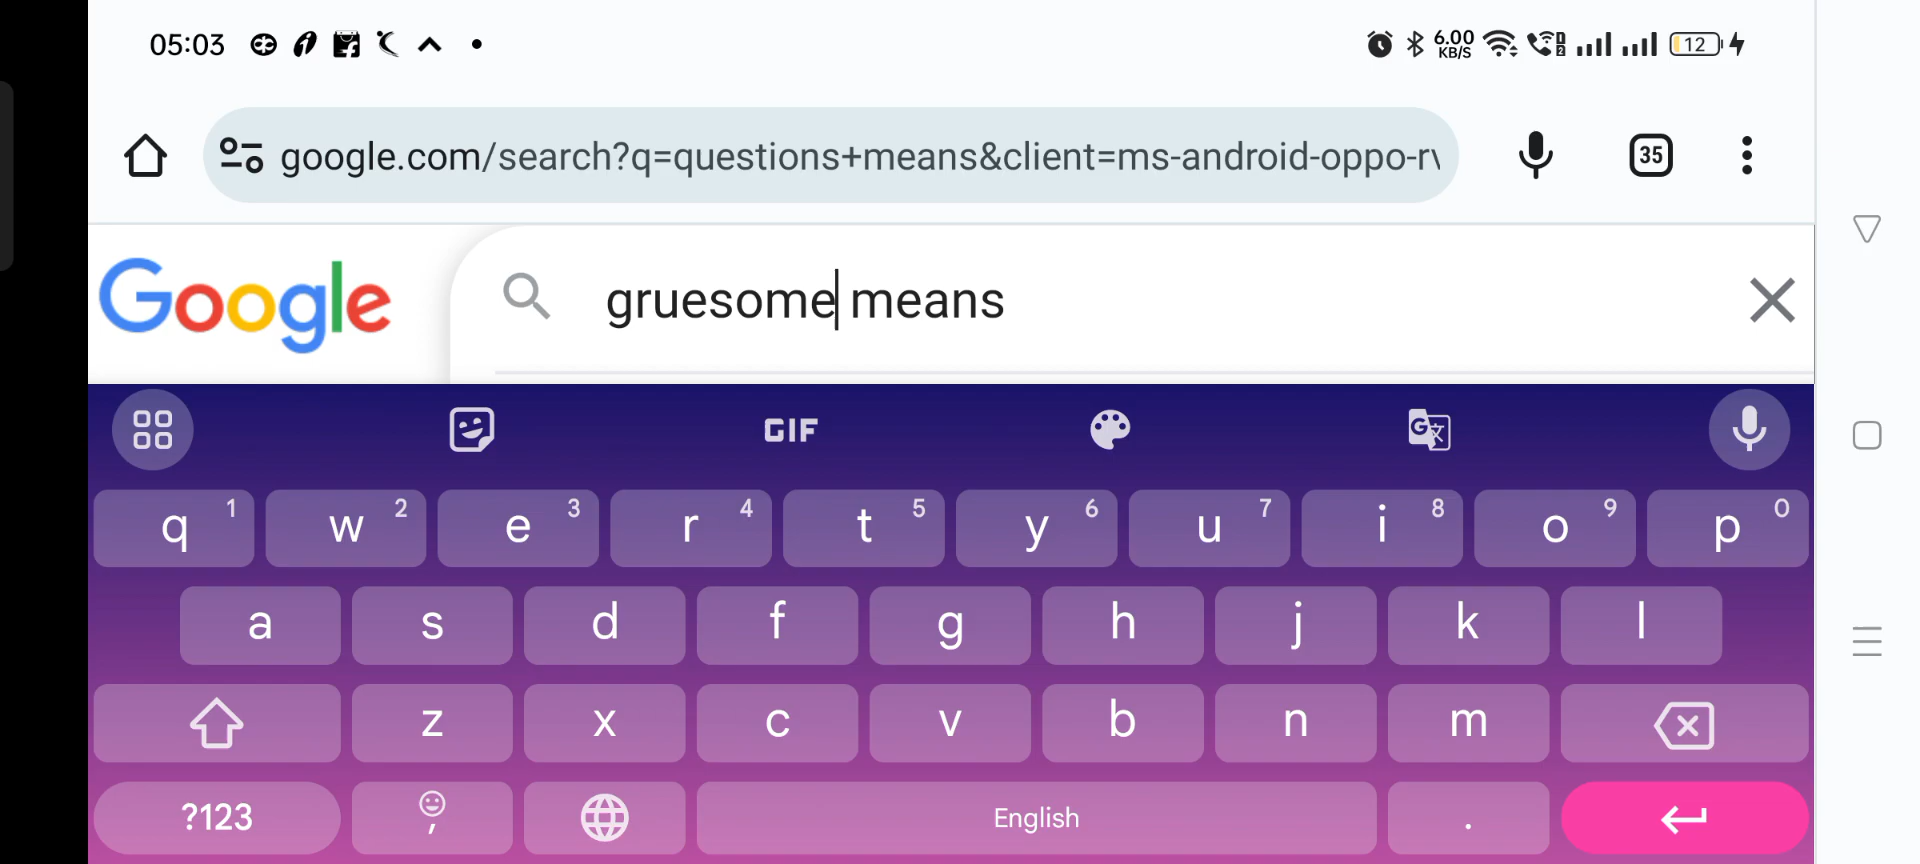 05:03 6.00 KB/S 2 12
google.com/search?q=questions+means&client=ms-android-oppo-r 35
Google gruesome means
GIF G
q 1 w 2 e 3 r 4 t 5 y 6 u 7 i 8 o 9 p 0
a s d f g h j k l
z x c v b n m
?123 , English .